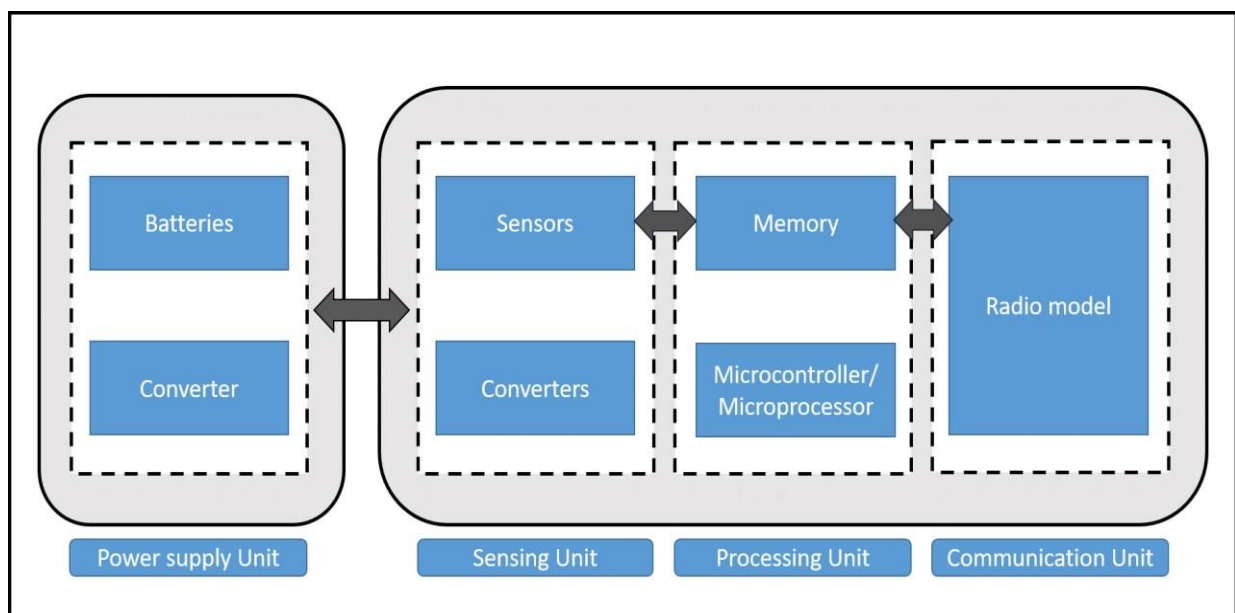 Batteries
Converter
Sensors
Converters
Memory
Microcontroller/
Microprocessor
Radio model
Power supply Unit
Sensing Unit
Processing Unit
Communication Unit